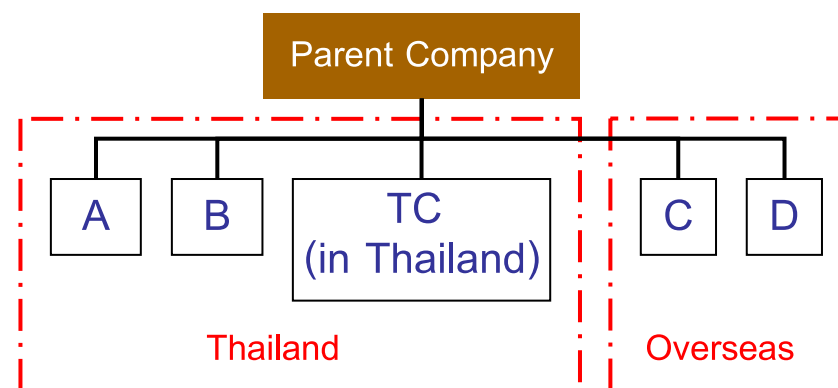 Parent Company
A
B
TC
(in Thailand)
C
D
Thailand
Overseas